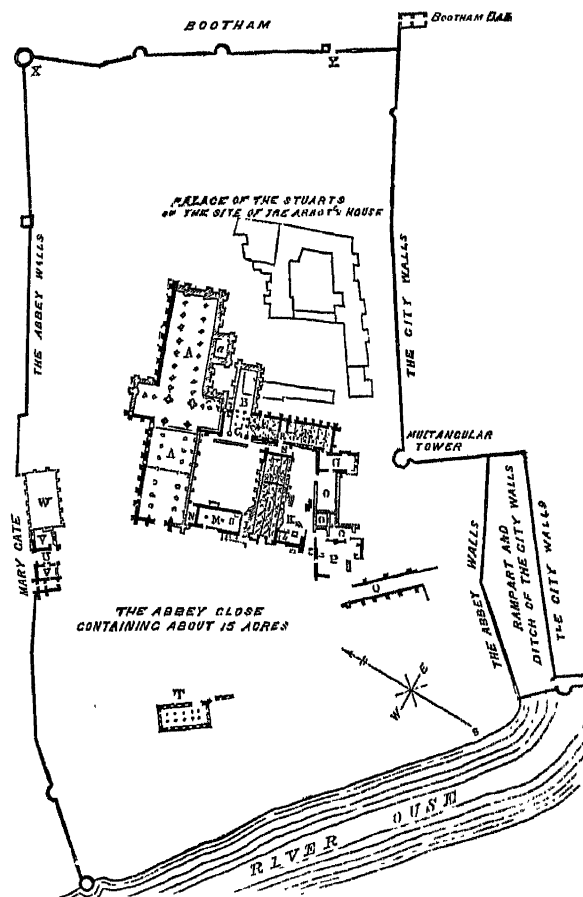 BOOTHAM
BOOTHAM BAR
X
Y
PALACE OF THE STUARTS
ON THE SITE OF THE ABBOT'S HOUSE
THE ABBEY WALLS
THE CITY WALLS
A
B
A
MULTANGULAR
TOWER
W
MARY GATE
V
U
V
N
M
O
R
THE ABBEY WALLS
RAMPART AND
DITCH OF THE CITY WALLS
THE CITY WALLS
THE ABBEY CLOSE
CONTAINING ABOUT 15 ACRES
N
E
W
S
T
RIVER OUSE